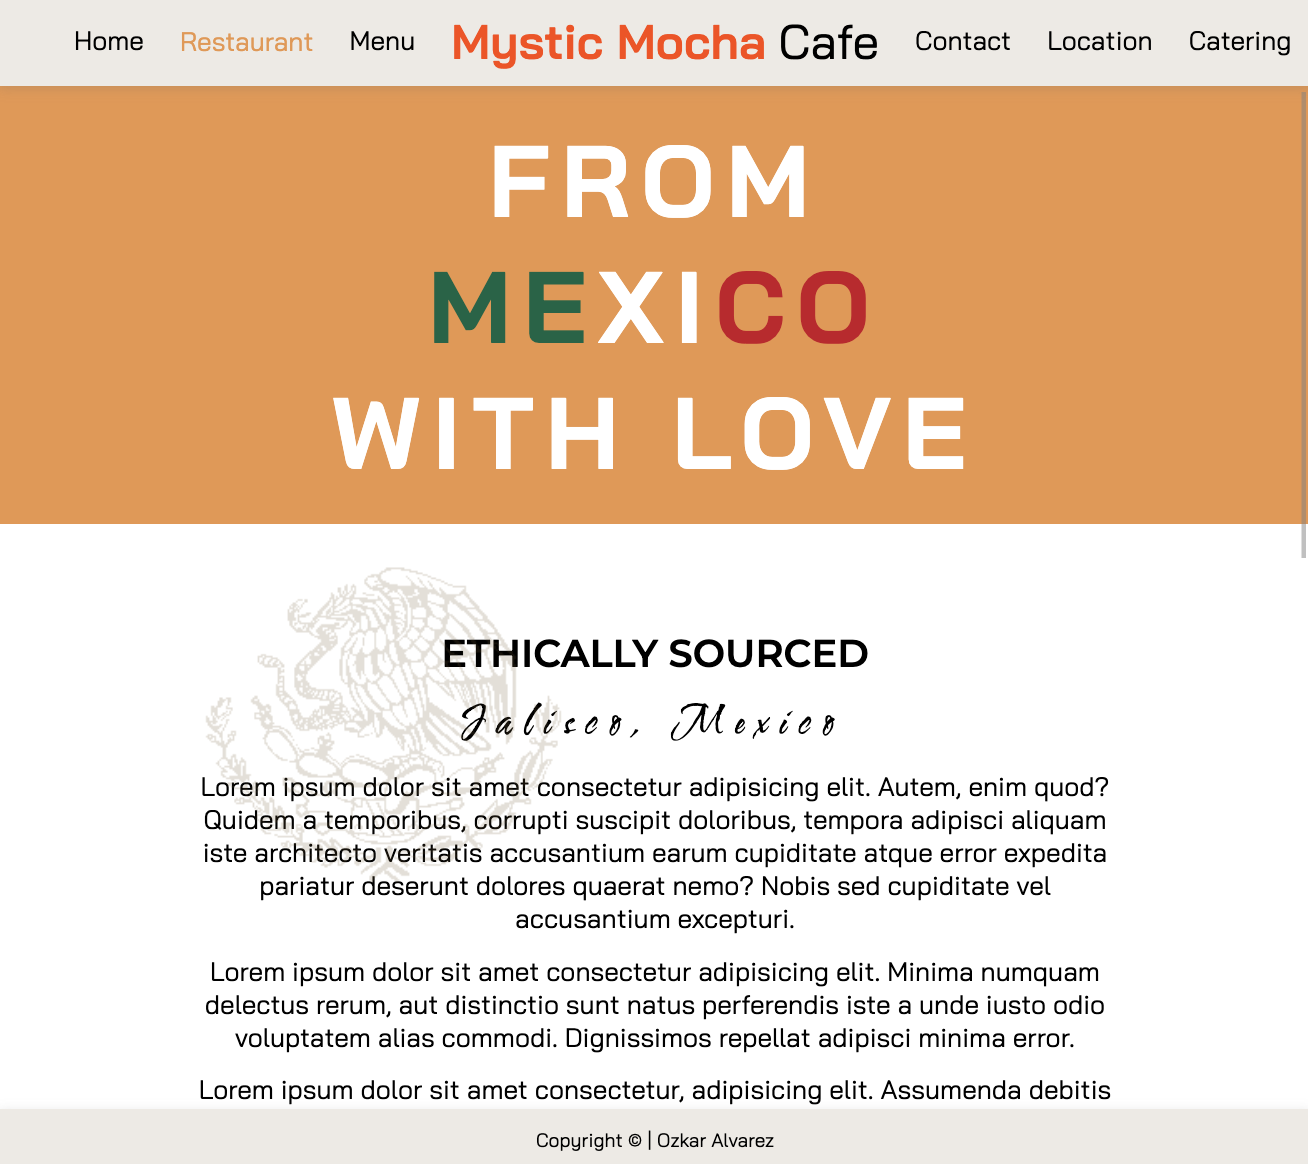 Home Restaurant Menu Mystic Mocha Cafe Contact Location Catering
FROM
MEXICO
WITH LOVE
ETHICALLY SOURCED
Jalisco, Mexico
Lorem ipsum dolor sit amet consectetur adipisicing elit. Autem, enim quod?
Quidem a temporibus, corrupti suscipit doloribus, tempora adipisci aliquam
iste architecto veritatis accusantium earum cupiditate atque error expedita
pariatur deserunt dolores quaerat nemo? Nobis sed cupiditate vel
accusantium excepturi.
Lorem ipsum dolor sit amet consectetur adipisicing elit. Minima numquam
delectus rerum, aut distinctio sunt natus perferendis iste a unde iusto odio
voluptatem alias commodi. Dignissimos repellat adipisci minima error.
Lorem ipsum dolor sit amet consectetur, adipisicing elit. Assumenda debitis
Copyright © | Ozkar Alvarez